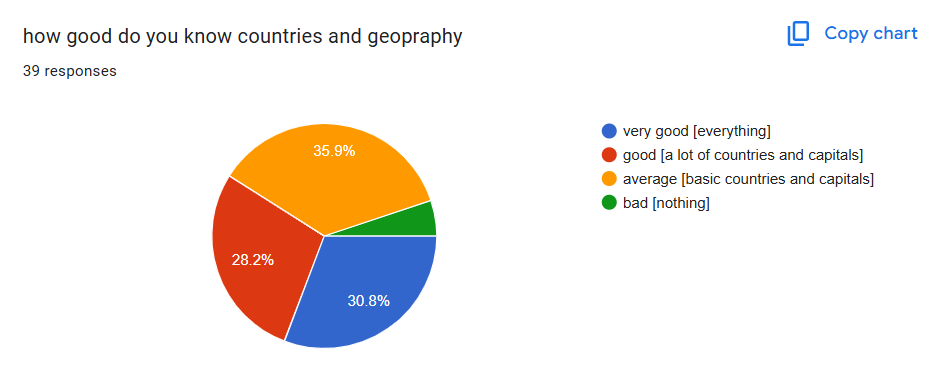 how good do you know countries and geopraphy
Copy chart
39 responses
35.9%
28.2%
30.8%
very good [everything]
good [a lot of countries and capitals]
average [basic countries and capitals]
bad [nothing]